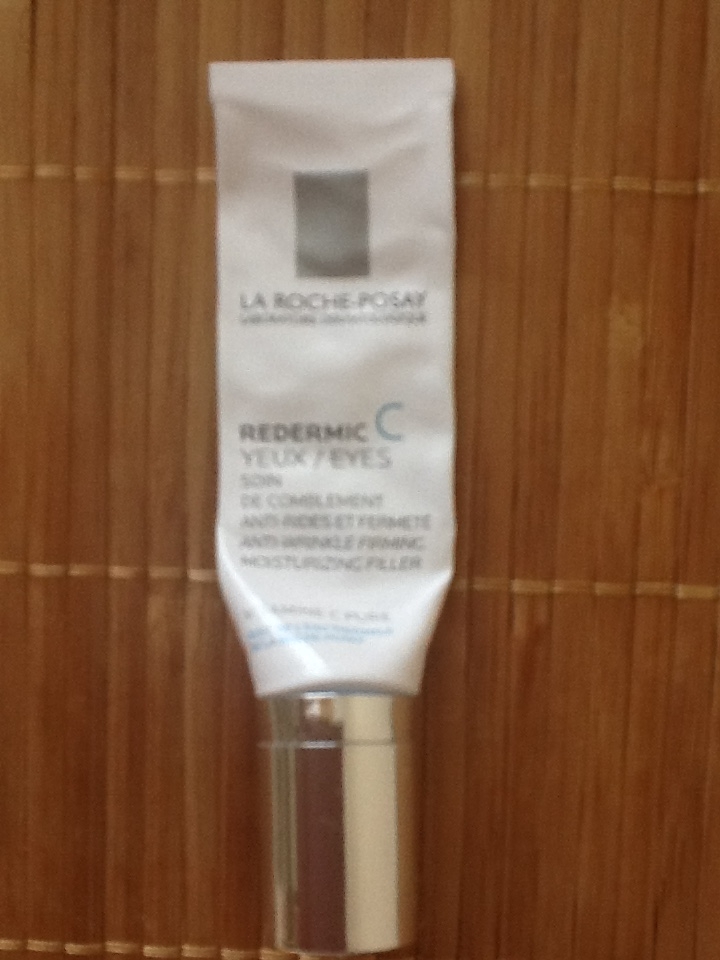 LA ROCHE-POSAY
LABORATOIRE DERMATOLOGIQUE
REDERMIC C
YEUX / EYES
SOIN
DE COMBLEMENT
ANTI-RIDES ET FERMETÉ
ANTI-WRINKLE FIRMING
MOISTURIZING FILLER